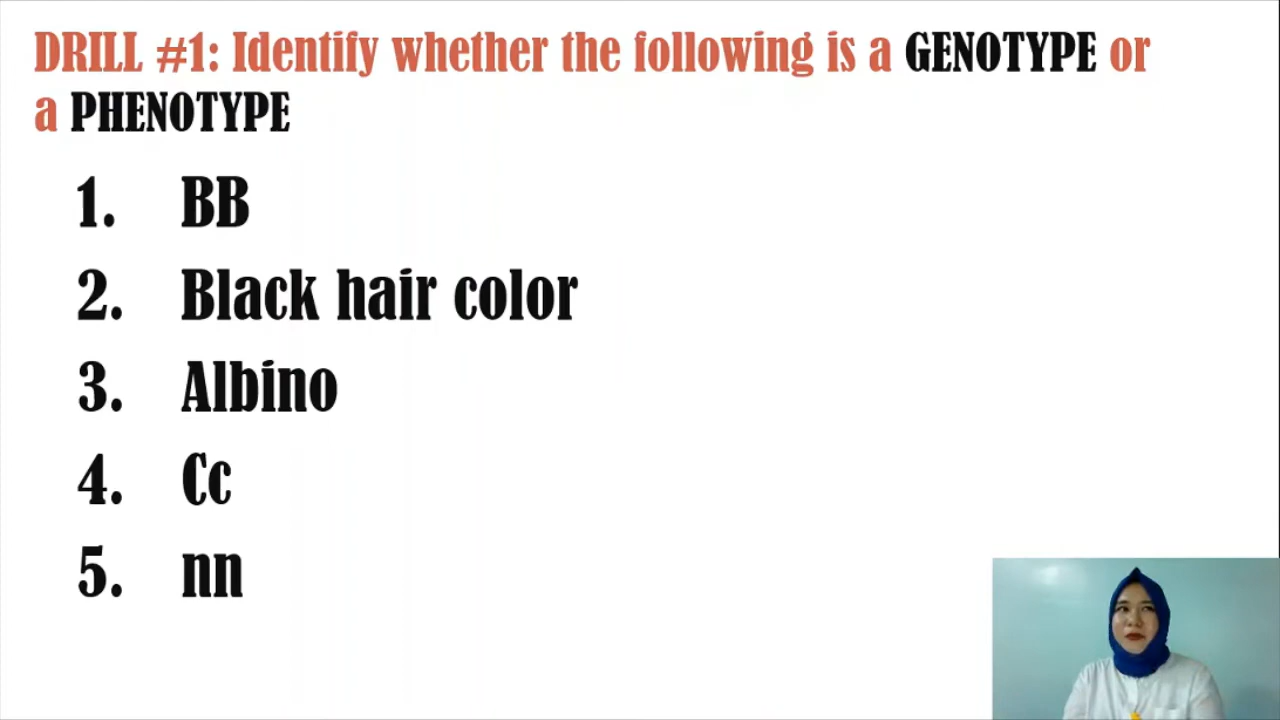 DRILL #1: Identify whether the following is a GENOTYPE or
a PHENOTYPE
1. BB
2. Black hair color
3. Albino
4. Cc
5. nn